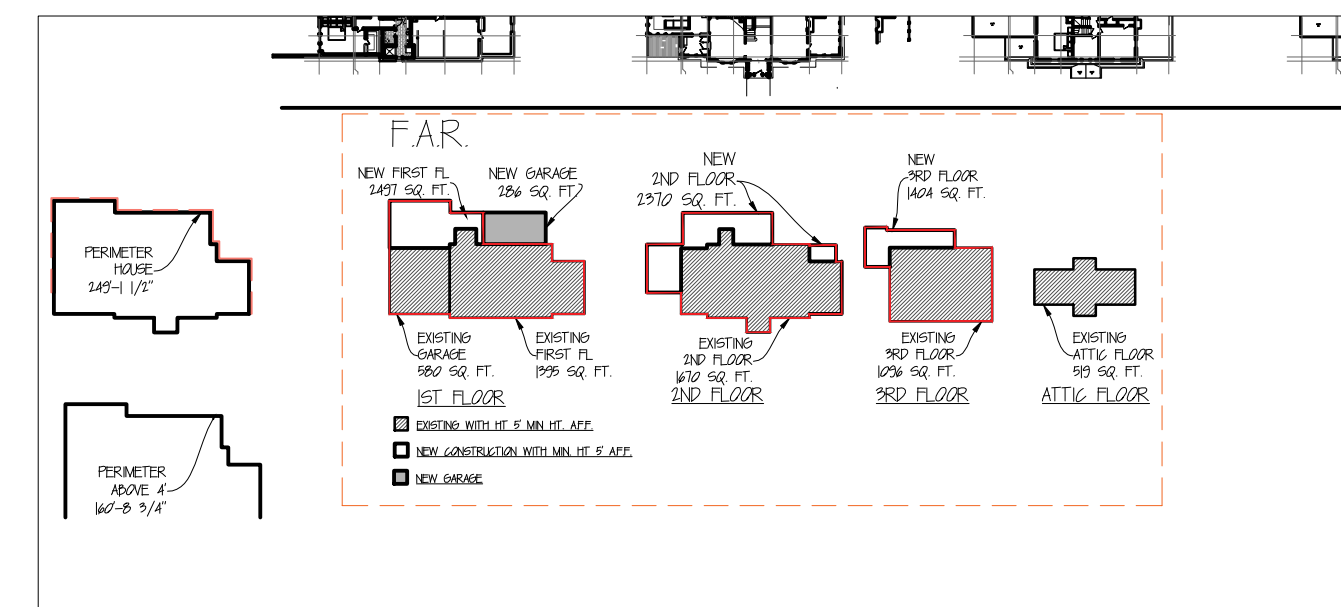 F.A.R.
NEW FIRST FL
2497 SQ. FT.
NEW GARAGE
286 SQ. FT.
NEW
2ND FLOOR
2370 SQ. FT.
NEW
3RD FLOOR
1404 SQ. FT.
PERIMETER
HOUSE
249'-1 1/2"
EXISTING
GARAGE
580 SQ. FT.
EXISTING
FIRST FL
1395 SQ. FT.
EXISTING
2ND FLOOR
1670 SQ. FT.
EXISTING
3RD FLOOR
1096 SQ. FT.
EXISTING
ATTIC FLOOR
519 SQ. FT.
1ST FLOOR
2ND FLOOR
3RD FLOOR
ATTIC FLOOR
EXISTING WITH HT 5' MIN HT. AFF.
NEW CONSTRUCTION WITH MIN. HT 5' AFF.
NEW GARAGE
PERIMETER
ABOVE 4'
160'-8 3/4"